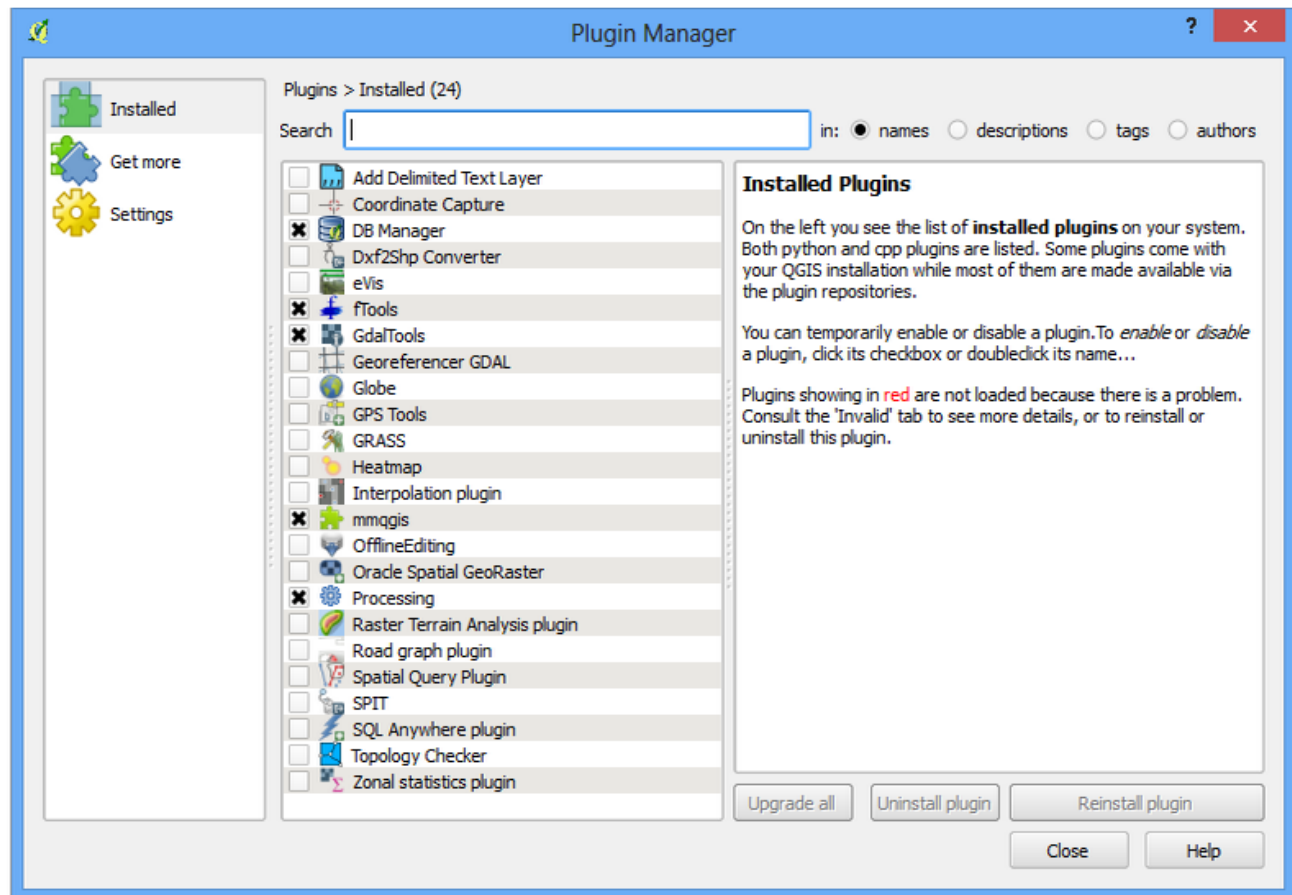 Plugin Manager
?
Installed
Get more
Settings
Plugins > Installed (24)
Search
in: names descriptions tags authors
Add Delimited Text Layer
Coordinate Capture
DB Manager
Dxf2Shp Converter
eVis
fTools
GdalTools
Georeferencer GDAL
Globe
GPS Tools
GRASS
Heatmap
Interpolation plugin
mmqgis
OfflineEditing
Oracle Spatial GeoRaster
Processing
Raster Terrain Analysis plugin
Road graph plugin
Spatial Query Plugin
SPIT
SQL Anywhere plugin
Topology Checker
Zonal statistics plugin
Installed Plugins
On the left you see the list of installed plugins on your system.
Both python and cpp plugins are listed. Some plugins come with
your QGIS installation while most of them are made available via
the plugin repositories.
You can temporarily enable or disable a plugin.To enable or disable
a plugin, click its checkbox or doubleclick its name...
Plugins showing in red are not loaded because there is a problem.
Consult the 'Invalid' tab to see more details, or to reinstall or
uninstall this plugin.
Upgrade all
Uninstall plugin
Reinstall plugin
Close
Help